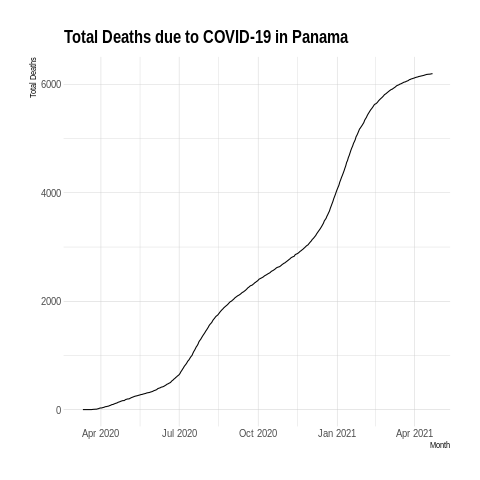 Total Deaths due to COVID-19 in Panama
Total Deaths
6000
4000
2000
0
Apr 2020 Jul 2020 Oct 2020 Jan 2021 Apr 2021
Month